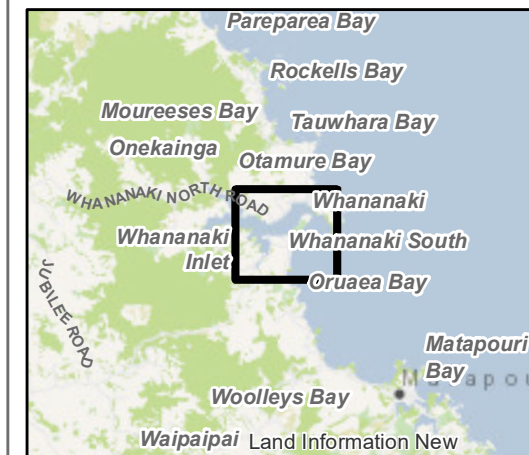 Pareparea Bay
Rockells Bay
Moureeses Bay
Tauwhara Bay
Onekainga
Otamure Bay
WHANANAKI NORTH ROAD
Whananaki
Whananaki
Inlet
Whananaki South
JUBILEE ROAD
Oruaea Bay
Matapouri
Bay
Woolleys Bay
Waipaipai
Land Information New